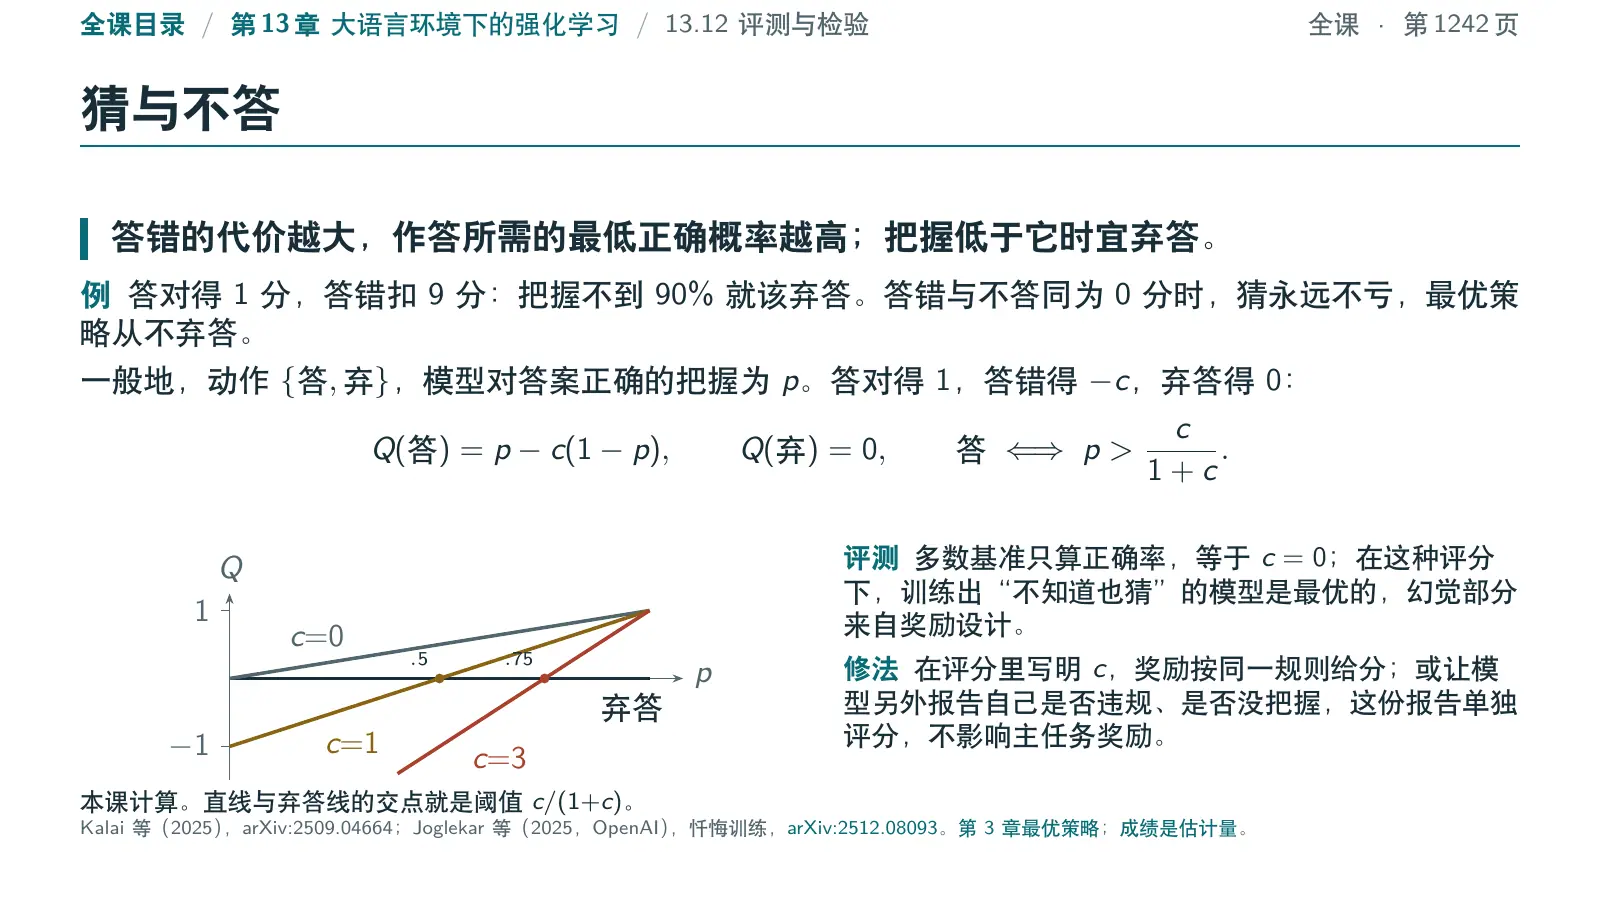 全课目录 / 第 13 章 大语言环境下的强化学习 / 13.12 评测与检验
全课 · 第 1242 页
猜与不答
答错的代价越大，作答所需的最低正确概率越高；把握低于它时宜弃答。
例 答对得 1 分，答错扣 9 分：把握不到 90% 就该弃答。答错与不答同为 0 分时，猜永远不亏，最优策
略从不弃答。
一般地，动作 {答, 弃}，模型对答案正确的把握为 p。答对得 1，答错得 −c，弃答得 0：
Q(答) = p − c(1 − p), Q(弃) = 0, 答 ⟺ p > c/(1 + c).
Q
1
c=0
.5
.75
p
弃答
−1
c=1
c=3
评测 多数基准只算正确率，等于 c = 0；在这种评分
下，训练出“不知道也猜”的模型是最优的，幻觉部分
来自奖励设计。
修法 在评分里写明 c，奖励按同一规则给分；或让模
型另外报告自己是否违规、是否没把握，这份报告单独
评分，不影响主任务奖励。
本课计算。直线与弃答线的交点就是阈值 c/(1+c)。
Kalai 等（2025），arXiv:2509.04664；Joglekar 等（2025，OpenAI），忏悔训练，arXiv:2512.08093。第 3 章最优策略；成绩是估计量。